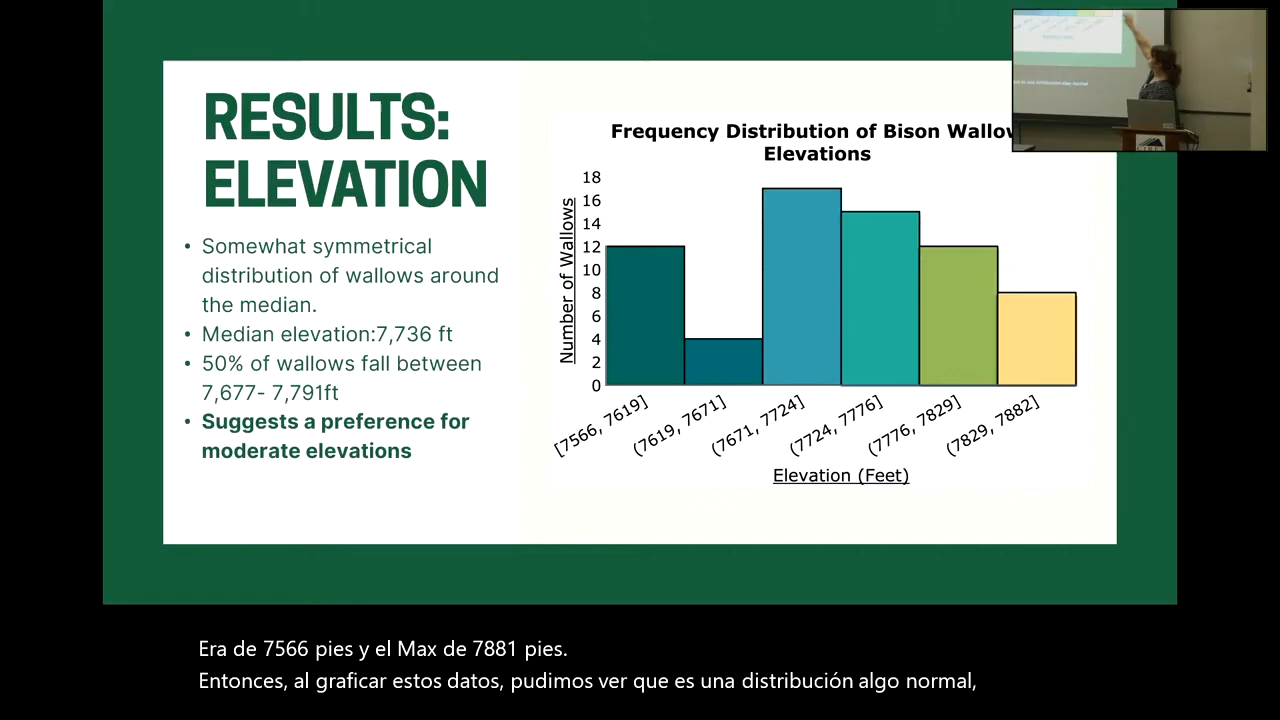 RESULTS:
ELEVATION
• Somewhat symmetrical
distribution of wallows around
the median.
• Median elevation:7,736 ft
• 50% of wallows fall between
7,677- 7,791ft
• Suggests a preference for
moderate elevations
Frequency Distribution of Bison
Elevations
Number of Wallows
18
16
14
12
10
8
6
4
2
0
[7566, 7619]
(7619, 7671]
(7671, 7724]
(7724, 7776]
(7776, 7829]
(7829, 7882]
Elevation (Feet)
Era de 7566 pies y el Max de 7881 pies.
Entonces, al graficar estos datos, pudimos ver que es una distribución algo normal,